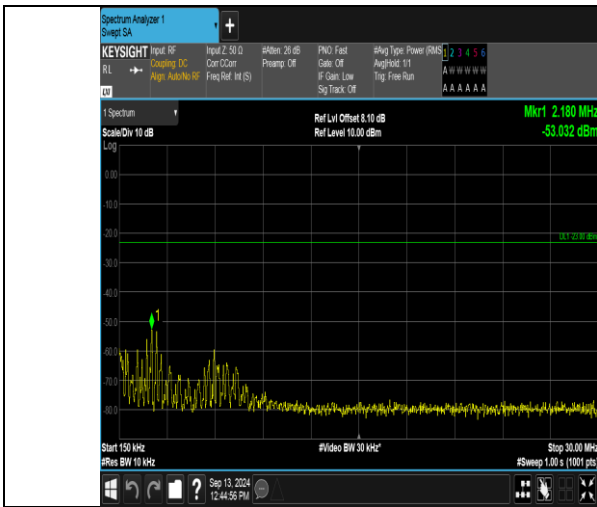 Spectrum Analyzer 1
Swept SA
KEYSIGHT
RL
LXI
Input: RF
Coupling: DC
Align: Auto/No RF
Input Z: 50 Ω
Corr CCorr
Freq Ref: Int (S)
#Atten: 26 dB
Preamp: Off
PNO: Fast
Gate: Off
IF Gain: Low
Sig Track: Off
#Avg Type: Power (RMS
Avg|Hold: 1/1
Trig: Free Run
1 2 3 4 5 6
A W W W W W
A A A A A A
1 Spectrum
Scale/Div 10 dB
Log
Ref Lvl Offset 8.10 dB
Ref Level 10.00 dBm
Mkr1 2.180 MHz
-53.032 dBm
0.00
-10.0
-20.0
DL1 -23.00 dBm
-30.0
-40.0
-50.0
1
-60.0
-70.0
-80.0
Start 150 kHz
#Res BW 10 kHz
#Video BW 30 kHz*
Stop 30.00 MHz
#Sweep 1.00 s (1001 pts)
Sep 13, 2024
12:44:56 PM